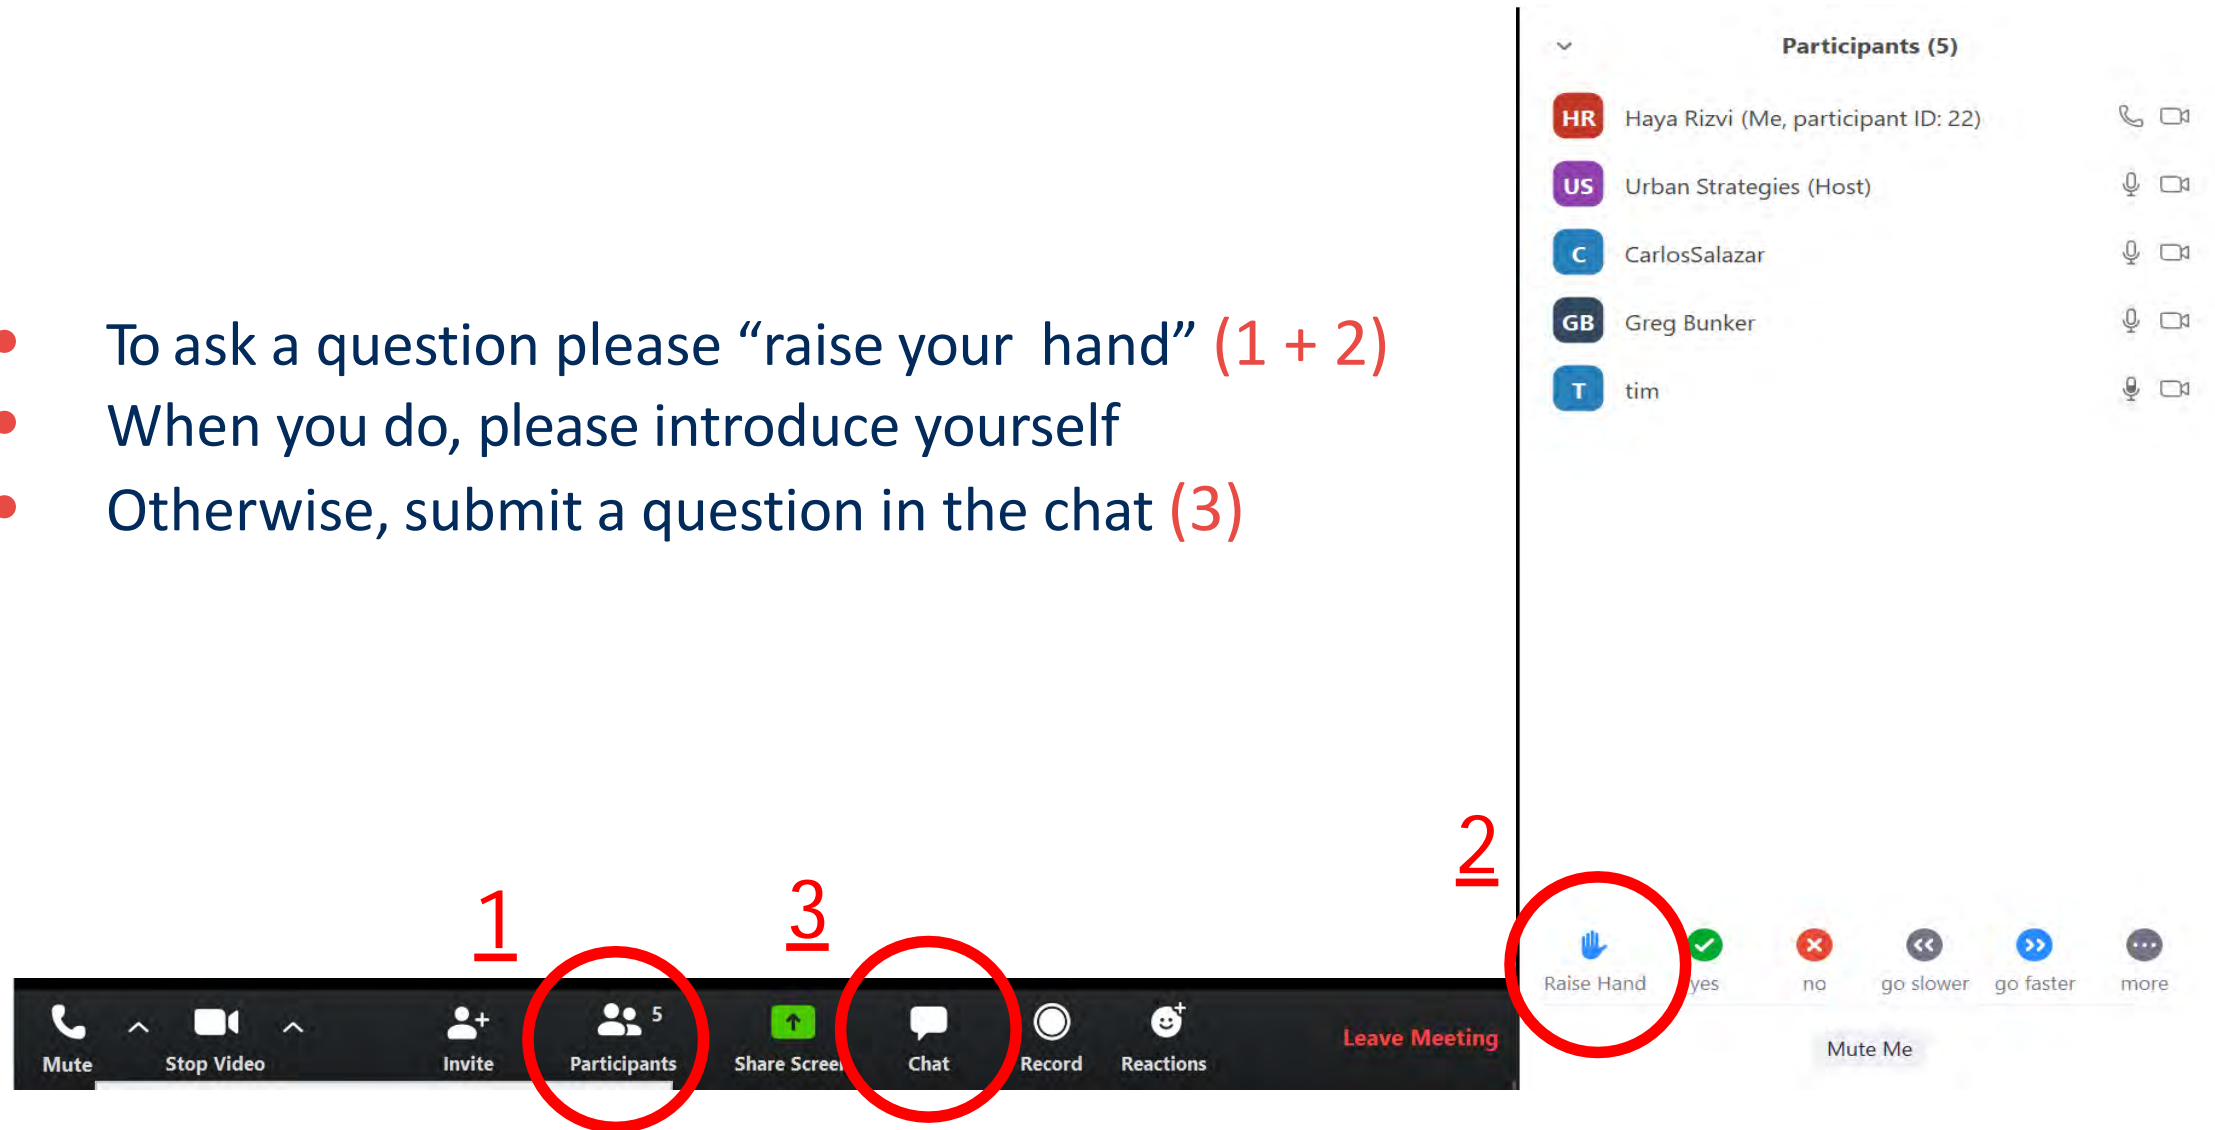 • To ask a question please “raise your hand” (1 + 2)
• When you do, please introduce yourself
• Otherwise, submit a question in the chat (3)
Participants (5)
HR Haya Rizvi (Me, participant ID: 22)
US Urban Strategies (Host)
C CarlosSalazar
GB Greg Bunker
T tim
2
1
3
Raise Hand yes no go slower go faster more
Mute Me
5
Mute Stop Video Invite Participants Share Screen Chat Record Reactions Leave Meeting